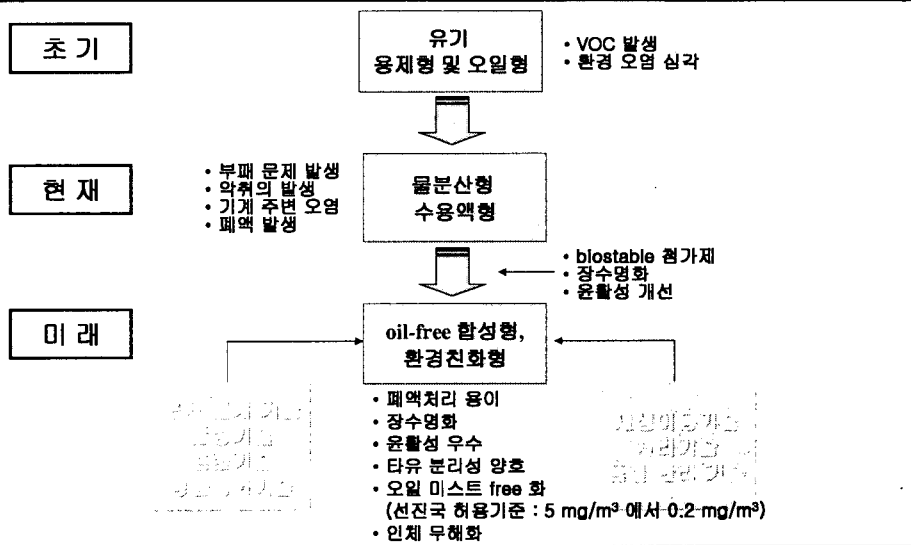 초 기
유기
용제형 및 오일형
• VOC 발생
• 환경 오염 심각
현 재
• 부패 문제 발생
• 악취의 발생
• 기계 주변 오염
• 폐액 발생
물분산형
수용액형
• biostable 첨가제
• 장수명화
• 윤활성 개선
미 래
oil-free 합성형,
환경친화형
• 폐액처리 용이
• 장수명화
• 윤활성 우수
• 타유 분리성 양호
• 오일 미스트 free 화
(선진국 허용기준 : 5 mg/m³ 에서 0.2 mg/m³)
• 인체 무해화